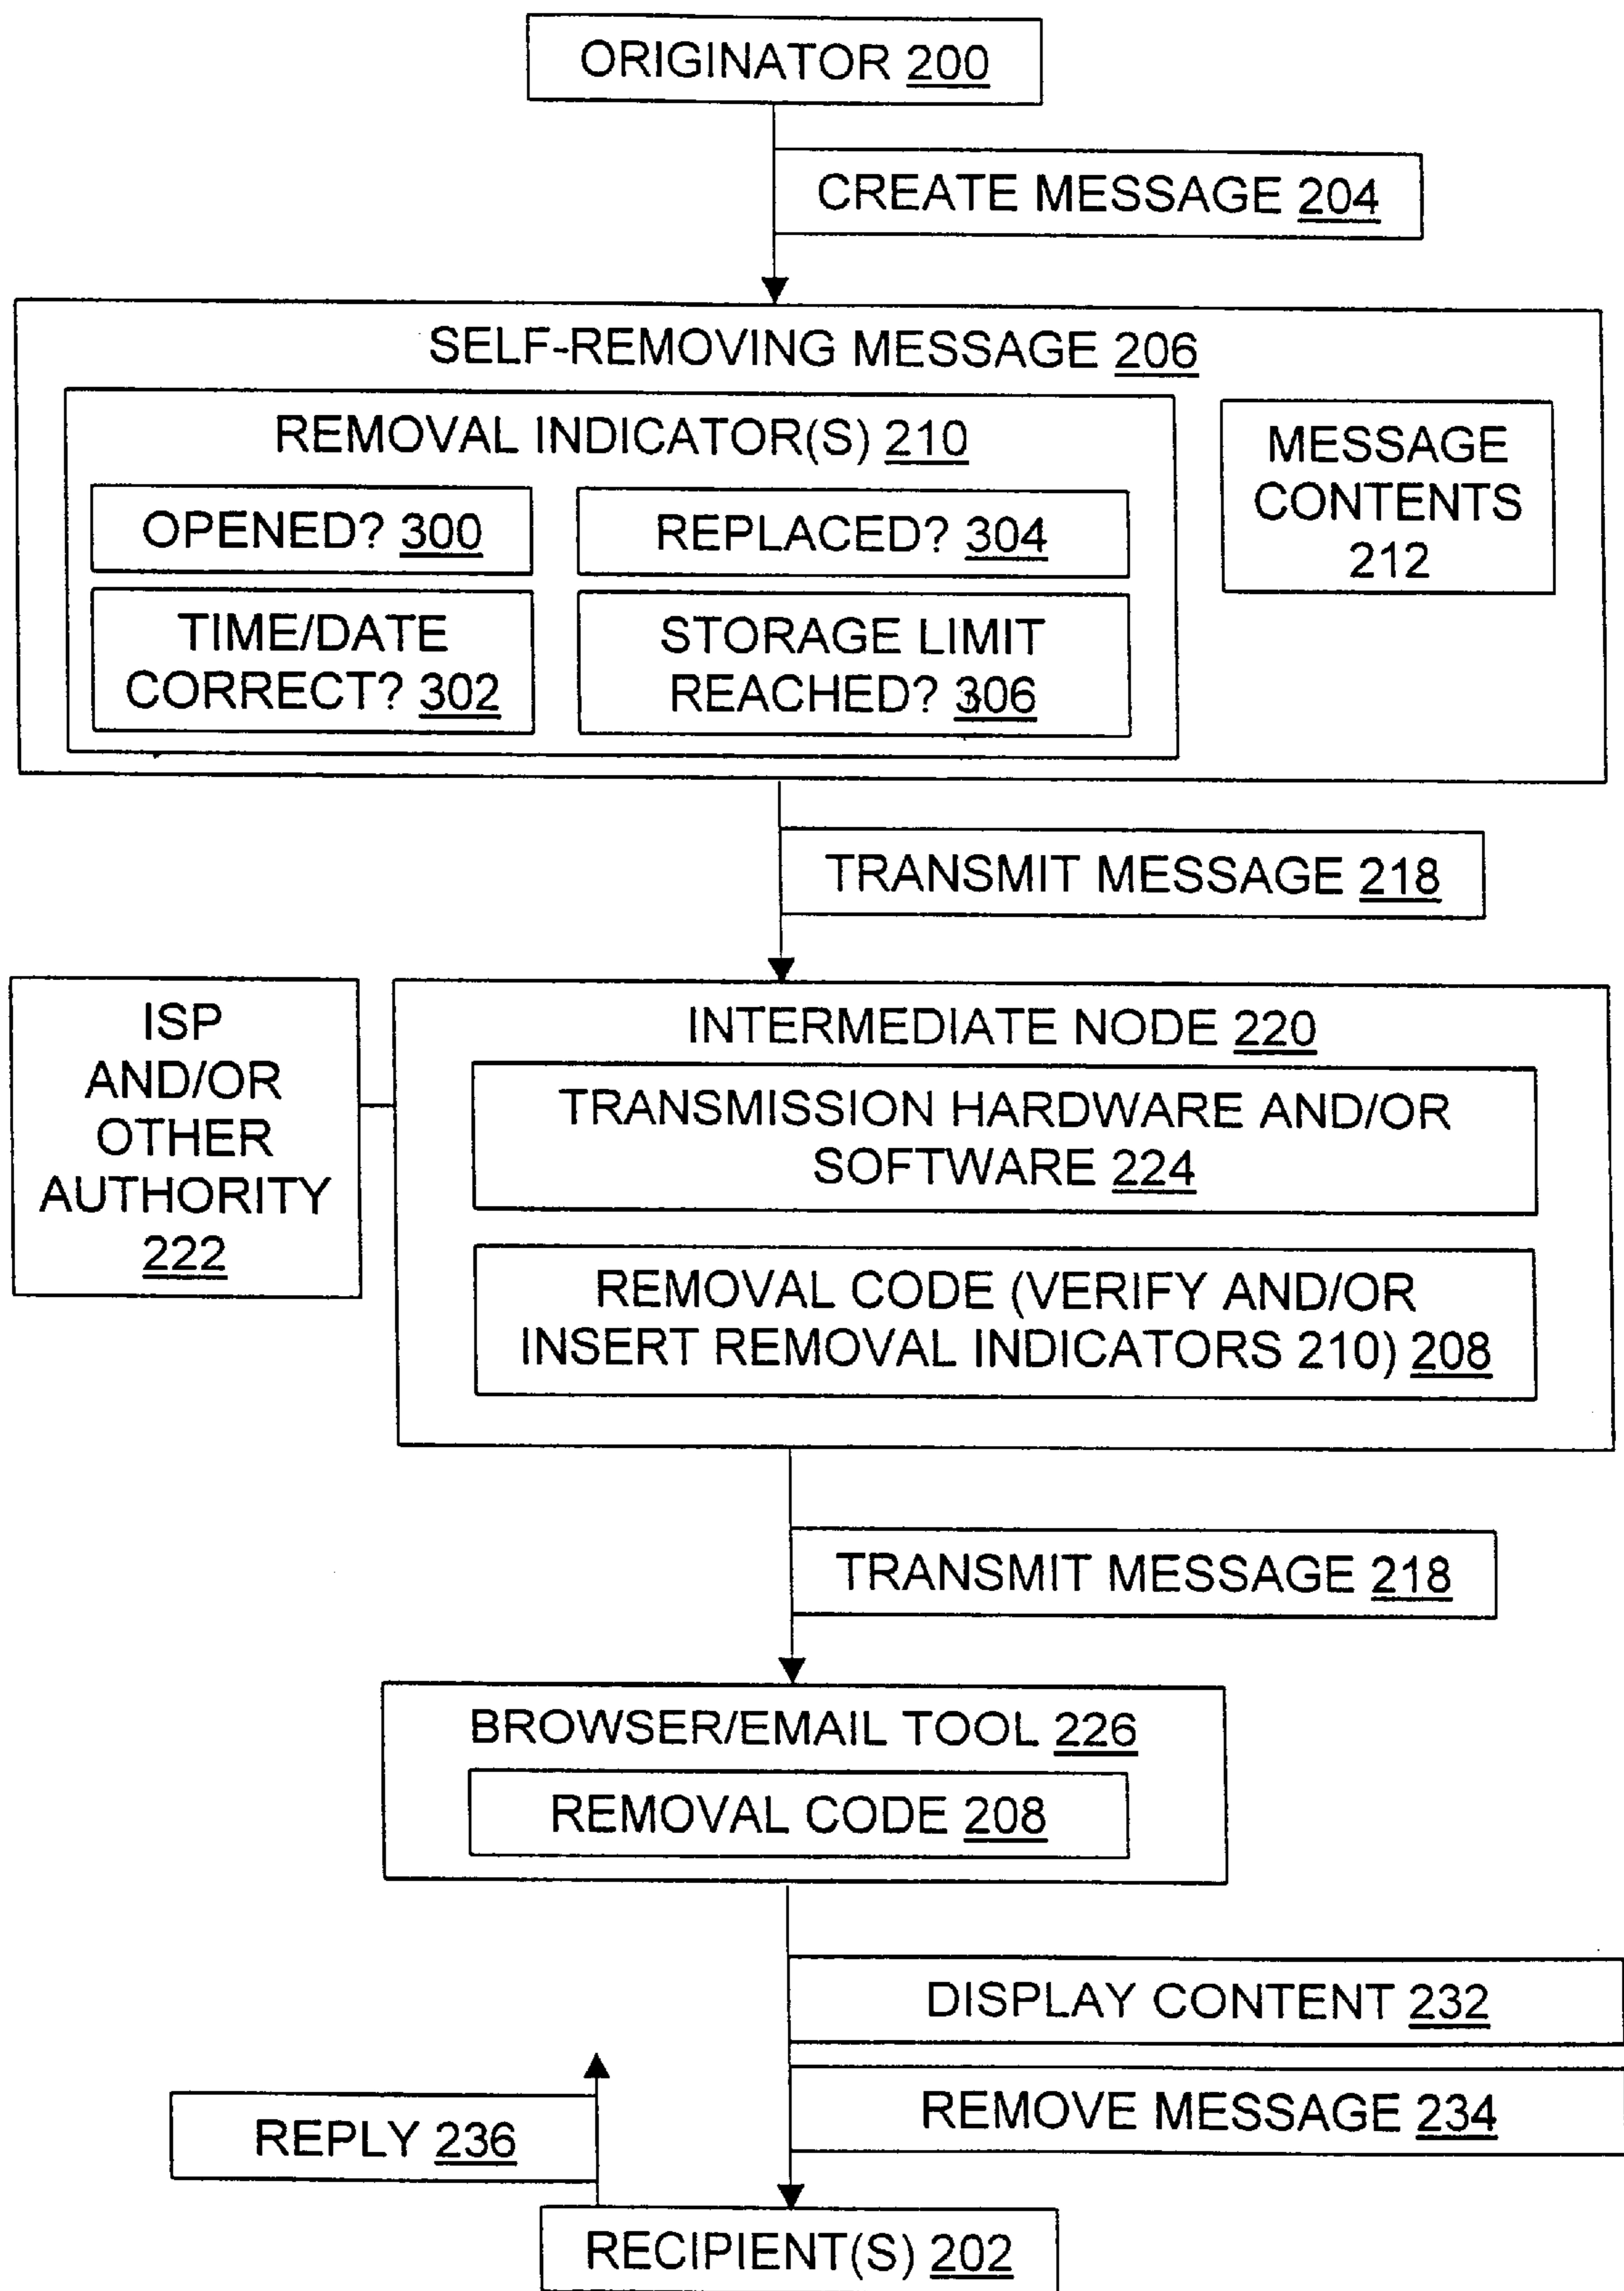 ORIGINATOR 200
CREATE MESSAGE 204
SELF-REMOVING MESSAGE 206
REMOVAL INDICATOR(S) 210
OPENED? 300
REPLACED? 304
TIME/DATE
CORRECT? 302
STORAGE LIMIT
REACHED? 306
MESSAGE
CONTENTS
212
TRANSMIT MESSAGE 218
ISP
AND/OR
OTHER
AUTHORITY
222
INTERMEDIATE NODE 220
TRANSMISSION HARDWARE AND/OR
SOFTWARE 224
REMOVAL CODE (VERIFY AND/OR
INSERT REMOVAL INDICATORS 210) 208
TRANSMIT MESSAGE 218
BROWSER/EMAIL TOOL 226
REMOVAL CODE 208
DISPLAY CONTENT 232
REMOVE MESSAGE 234
REPLY 236
RECIPIENT(S) 202